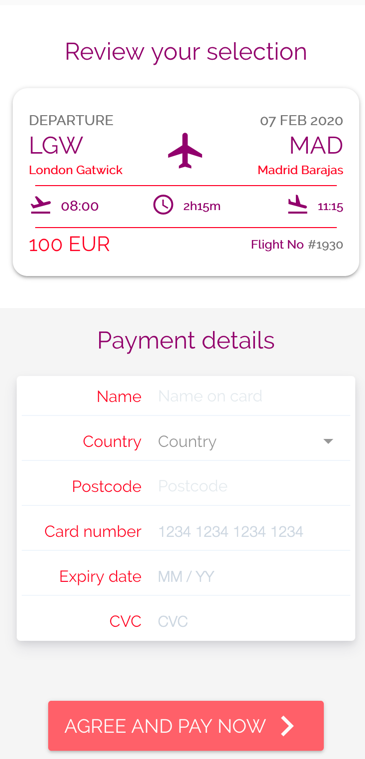 Review your selection
DEPARTURE 07 FEB 2020
LGW MAD
London Gatwick Madrid Barajas
08:00 2h15m 11:15
100 EUR Flight No #1930
Payment details
Name Name on card
Country Country
Postcode Postcode
Card number 1234 1234 1234 1234
Expiry date MM / YY
CVC CVC
AGREE AND PAY NOW